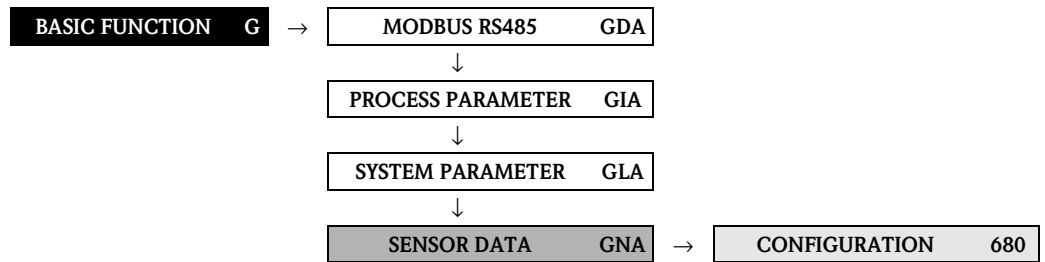 BASIC FUNCTION G → MODBUS RS485 GDA
↓
PROCESS PARAMETER GIA
↓
SYSTEM PARAMETER GLA
↓
SENSOR DATA GNA → CONFIGURATION 680